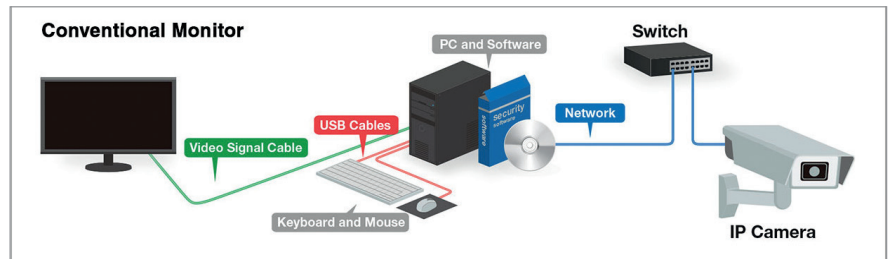 Conventional Monitor
PC and Software
Switch
security
software
software
USB Cables
Network
Video Signal Cable
Keyboard and Mouse
IP Camera